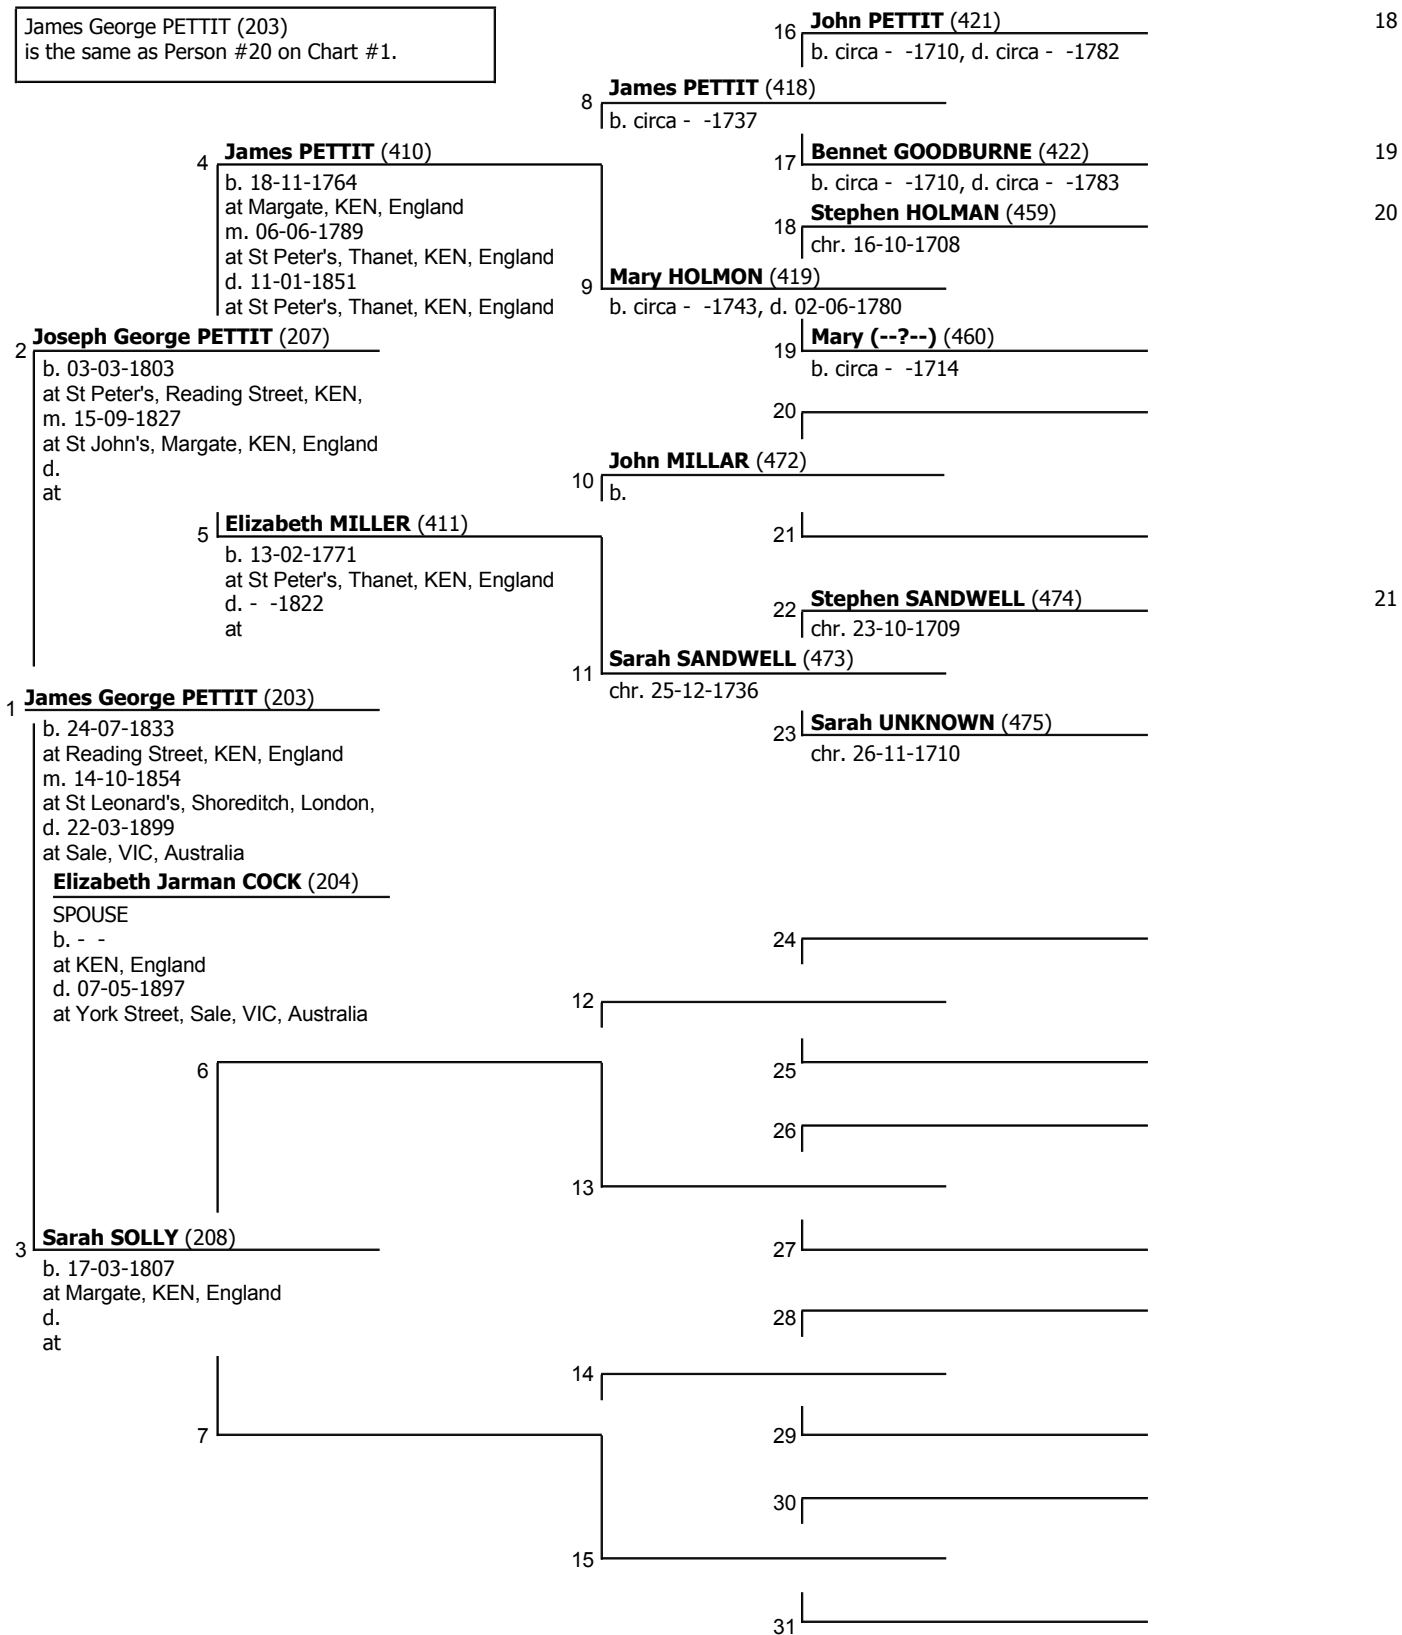 James George PETTIT (203)
is the same as Person #20 on Chart #1.
16 John PETTIT (421) 18
b. circa - -1710, d. circa - -1782
8 James PETTIT (418)
b. circa - -1737
4 James PETTIT (410)
17 Bennet GOODBURNE (422) 19
b. 18-11-1764
b. circa - -1710, d. circa - -1783
at Margate, KEN, England
18 Stephen HOLMAN (459) 20
m. 06-06-1789
chr. 16-10-1708
at St Peter's, Thanet, KEN, England
d. 11-01-1851
9 Mary HOLMON (419)
at St Peter's, Thanet, KEN, England
b. circa - -1743, d. 02-06-1780
2 Joseph George PETTIT (207)
19 Mary (--?--) (460)
b. 03-03-1803
b. circa - -1714
at St Peter's, Reading Street, KEN,
m. 15-09-1827
20
at St John's, Margate, KEN, England
d.
10 John MILLAR (472)
at
b.
5 Elizabeth MILLER (411)
21
b. 13-02-1771
at St Peter's, Thanet, KEN, England
d. - -1822
22 Stephen SANDWELL (474) 21
at
chr. 23-10-1709
11 Sarah SANDWELL (473)
chr. 25-12-1736
1 James George PETTIT (203)
23 Sarah UNKNOWN (475)
b. 24-07-1833
chr. 26-11-1710
at Reading Street, KEN, England
m. 14-10-1854
at St Leonard's, Shoreditch, London,
d. 22-03-1899
at Sale, VIC, Australia
Elizabeth Jarman COCK (204)
SPOUSE
b. - -
24
at KEN, England
d. 07-05-1897
12
at York Street, Sale, VIC, Australia
6
25
26
13
3 Sarah SOLLY (208)
27
b. 17-03-1807
at Margate, KEN, England
d.
28
at
14
7
29
30
15
31